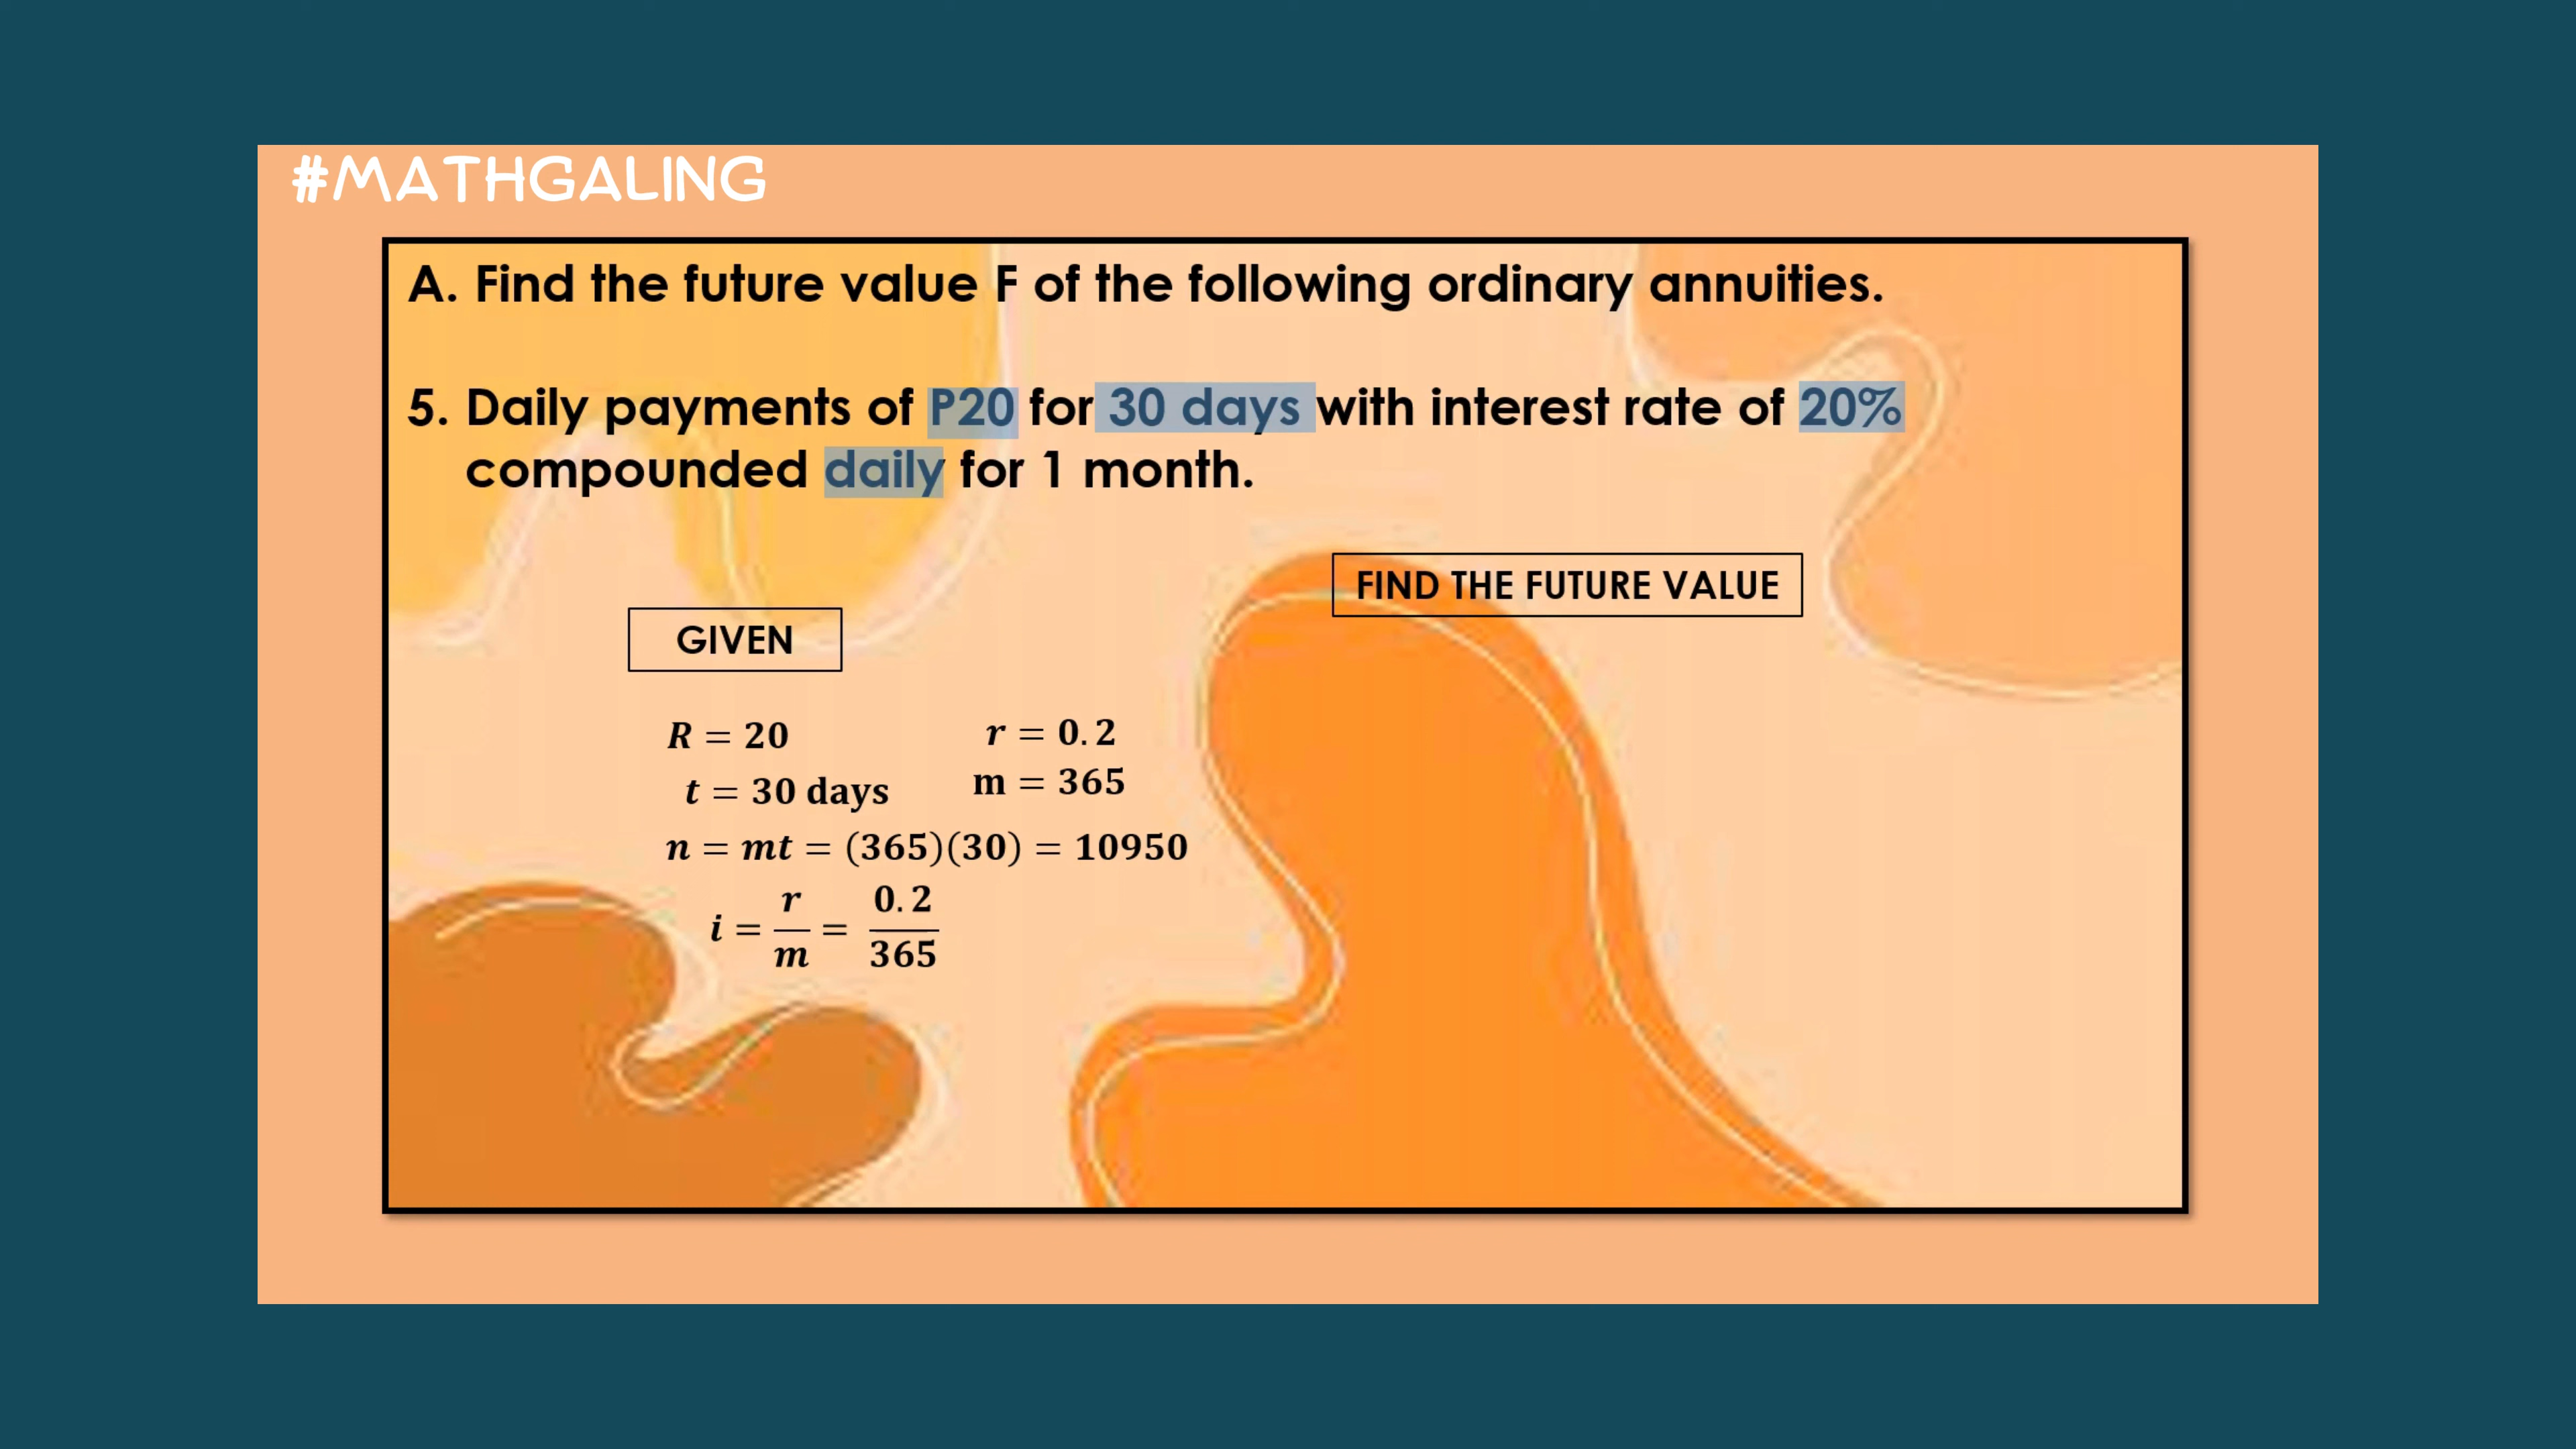 #MATHGALING
A. Find the future value F of the following ordinary annuities.
5. Daily payments of P20 for 30 days with interest rate of 20%
compounded daily for 1 month.
FIND THE FUTURE VALUE
GIVEN
R = 20
r = 0.2
t = 30 days
m = 365
n = mt = (365)(30) = 10950
i = r/m = 0.2/365